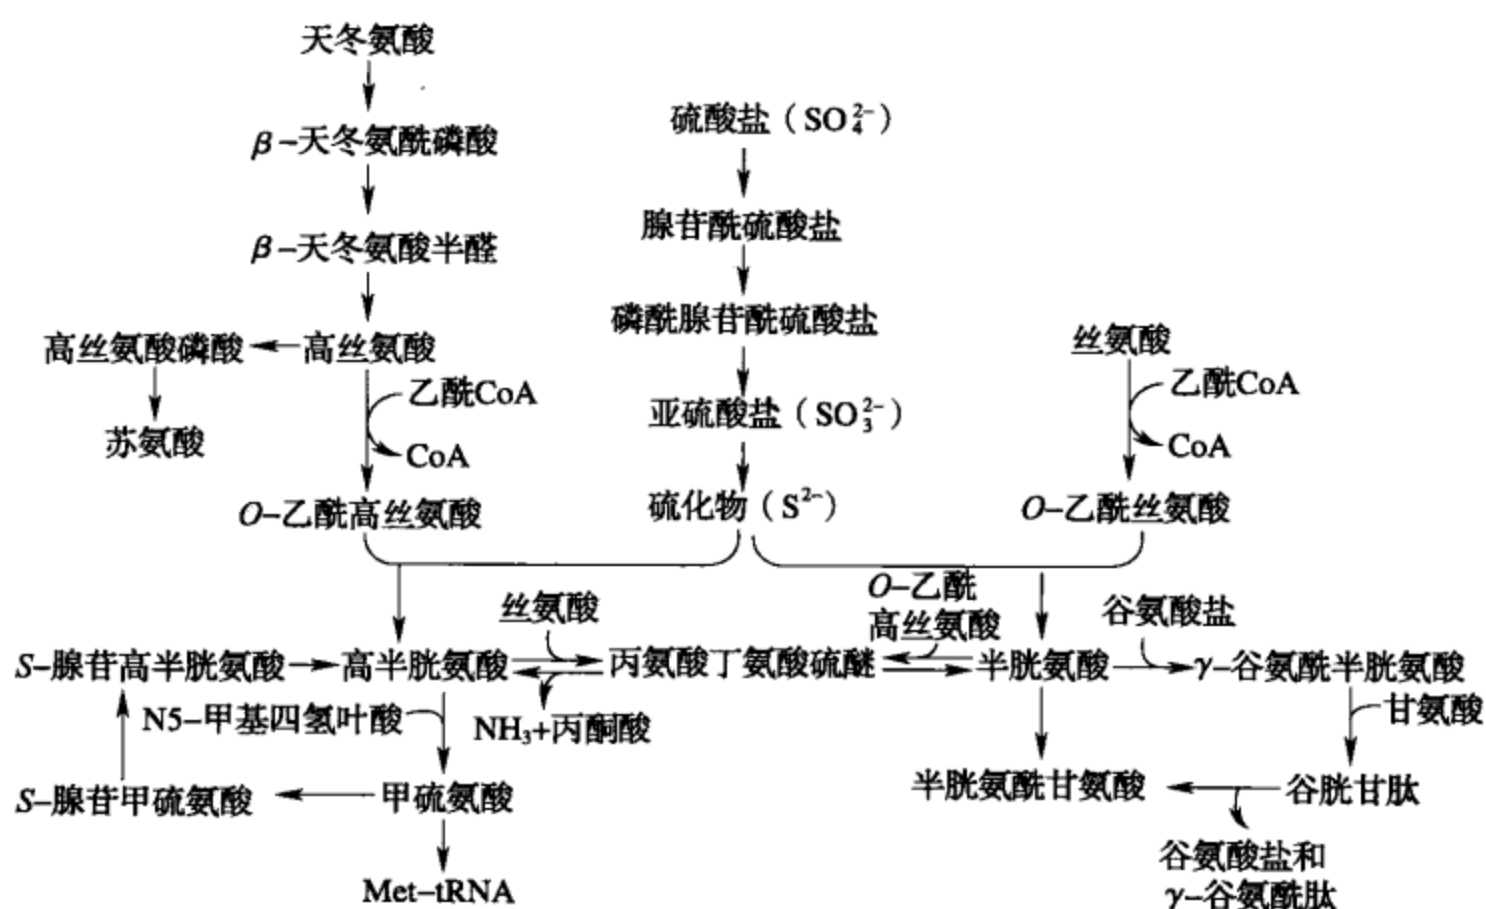 天冬氨酸
β-天冬氨酰磷酸
硫酸盐（SO₄²⁻）
β-天冬氨酸半醛
腺苷酰硫酸盐
磷酰腺苷酰硫酸盐
高丝氨酸磷酸
高丝氨酸
丝氨酸
乙酰CoA
乙酰CoA
亚硫酸盐（SO₃²⁻）
苏氨酸
CoA
CoA
O-乙酰高丝氨酸
硫化物（S²⁻）
O-乙酰丝氨酸
丝氨酸
O-乙酰
高丝氨酸
谷氨酸盐
S-腺苷高半胱氨酸
高半胱氨酸
丙氨酸丁氨酸硫醚
半胱氨酸
γ-谷氨酰半胱氨酸
N5-甲基四氢叶酸
NH₃+丙酮酸
甘氨酸
S-腺苷甲硫氨酸
甲硫氨酸
半胱氨酰甘氨酸
谷胱甘肽
谷氨酸盐和
γ-谷氨酰肽
Met-tRNA